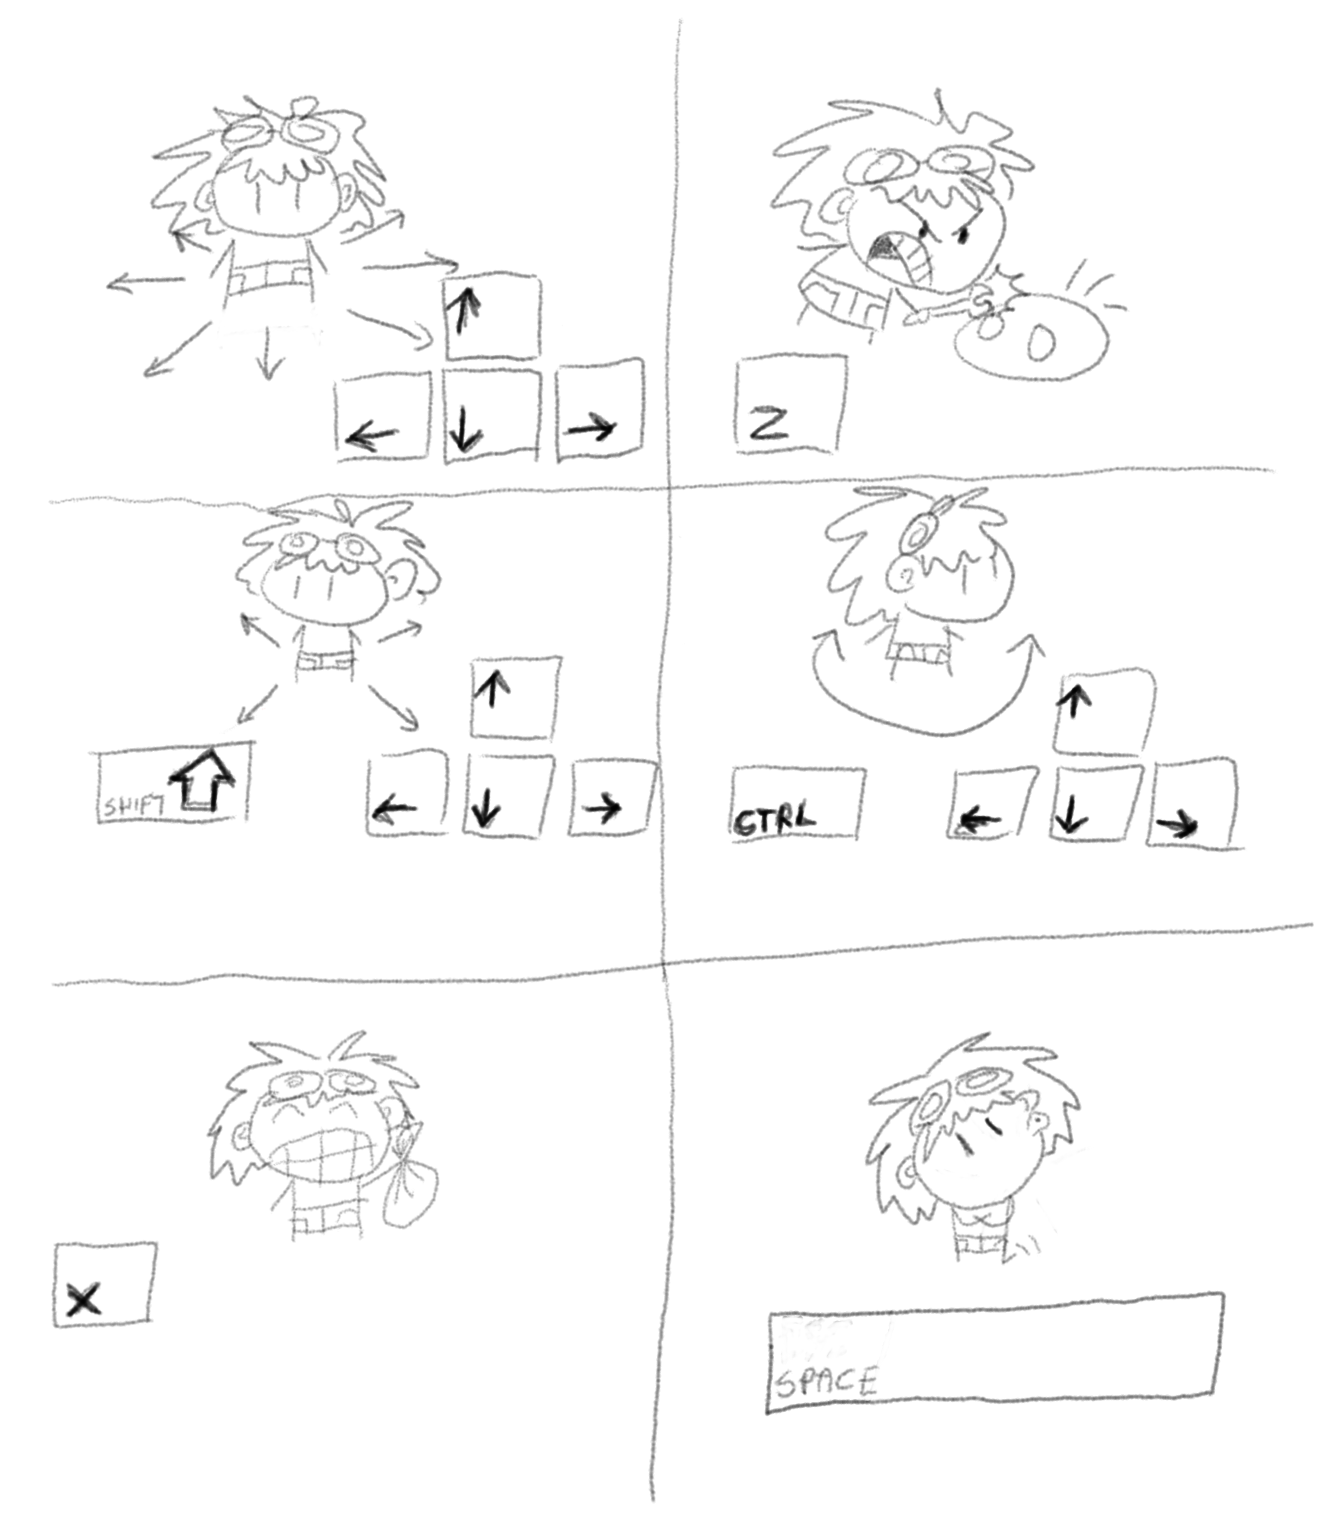 ↑
← ↓ →
Z
↑
SHIFT ⇧ ← ↓ →
↑
CTRL ← ↓ →
X
SPACE